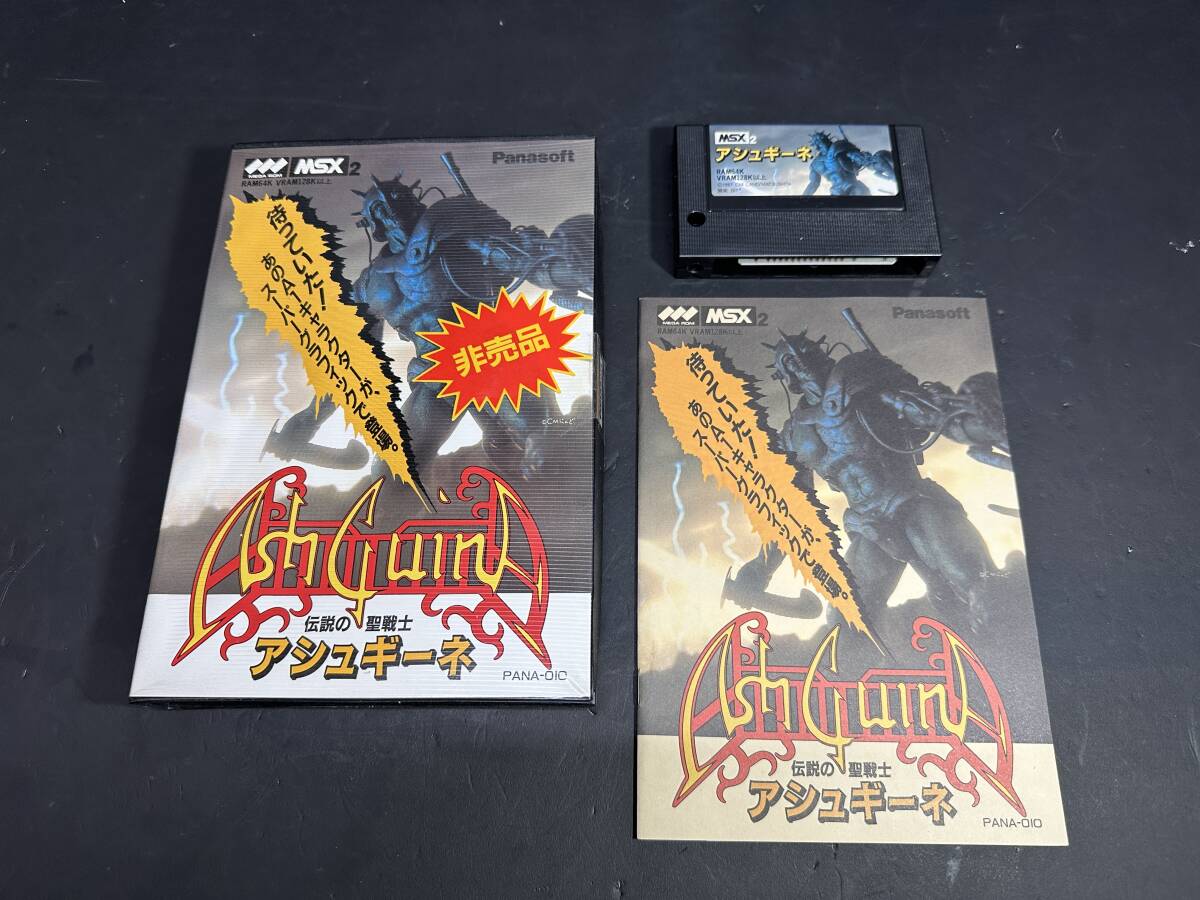 MEGA ROM MSX2 Panasoft
RAM64K VRAM128K以上
待っていた!
あのA1キャラクターが、
スーパーグラフィックで登場。
非売品
AshGuine
伝説の 聖戦士
アシュギーネ
PANA-010
MSX2
アシュギーネ
RAM64K
VRAM128K以上
MEGA ROM MSX2 Panasoft
RAM64K VRAM128K以上
待っていた!
あのA1キャラクターが、
スーパーグラフィックで登場。
AshGuine
伝説の 聖戦士
アシュギーネ
PANA-010